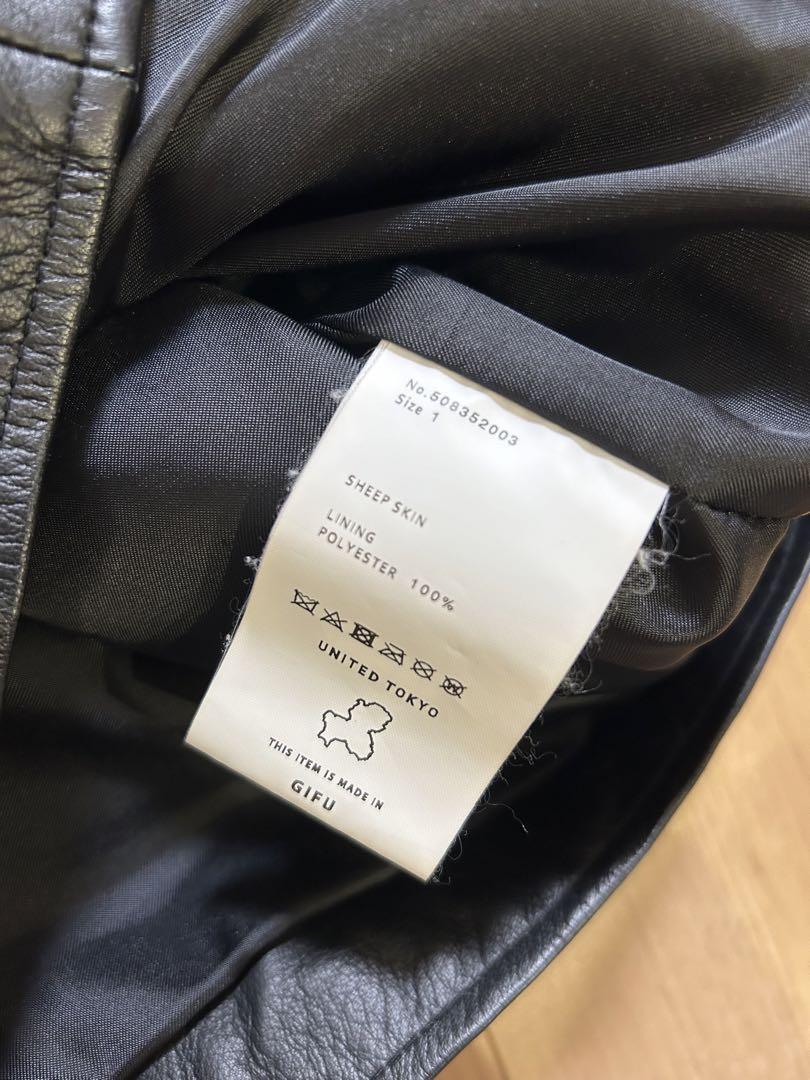 No.508352003
Size 1
SHEEP SKIN
LINING
POLYESTER 100%
UNITED TOKYO
THIS ITEM IS MADE IN
GIFU